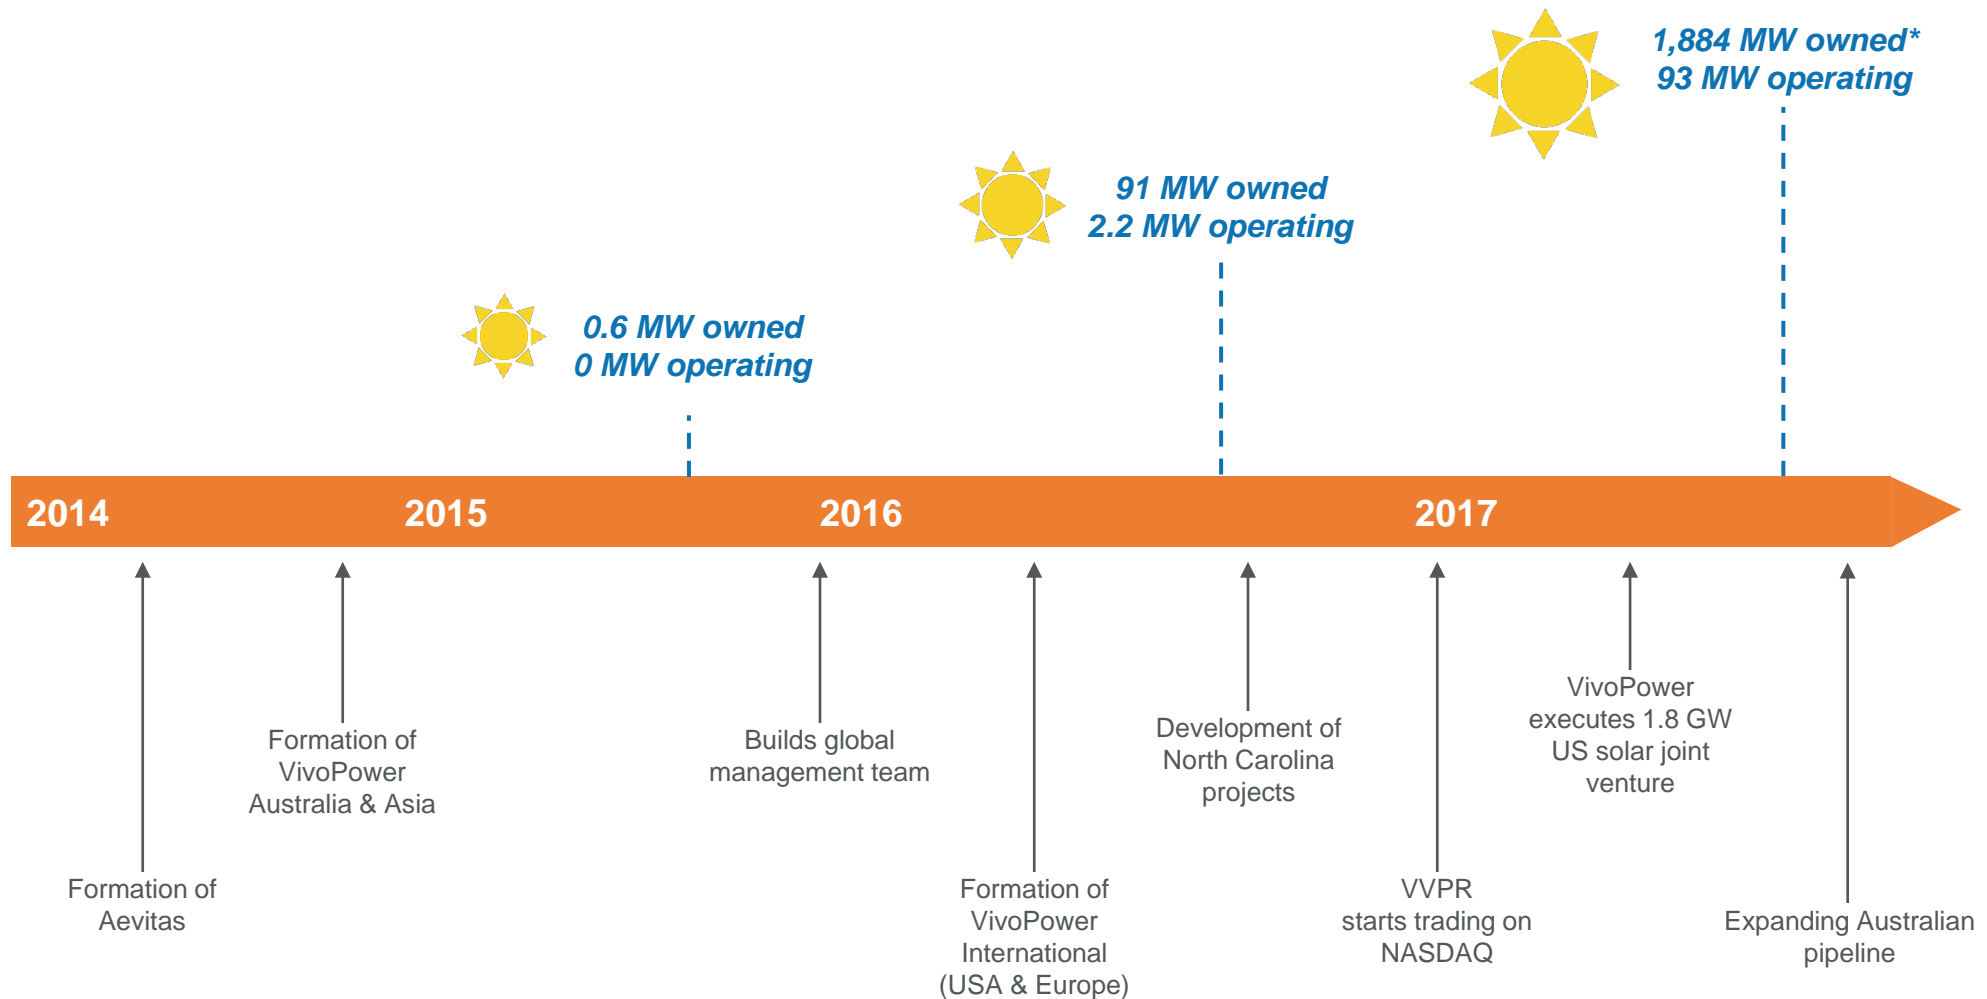 1,884 MW owned*
93 MW operating
91 MW owned
2.2 MW operating
0.6 MW owned
0 MW operating
2014
2015
2016
2017
Formation of
Aevitas
Formation of
VivoPower
Australia & Asia
Builds global
management team
Formation of
VivoPower
International
(USA & Europe)
Development of
North Carolina
projects
VVPR
starts trading on
NASDAQ
VivoPower
executes 1.8 GW
US solar joint
venture
Expanding Australian
pipeline